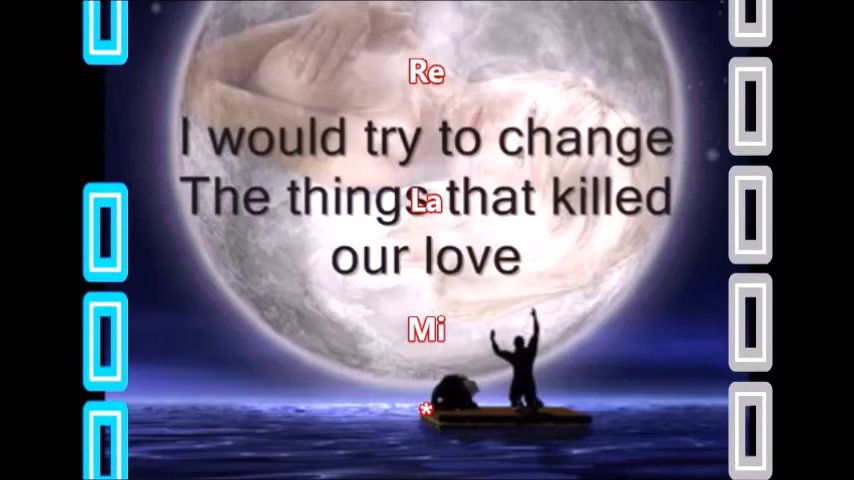 Re
I would try to change
The things that killed
La
our love
Mi
*